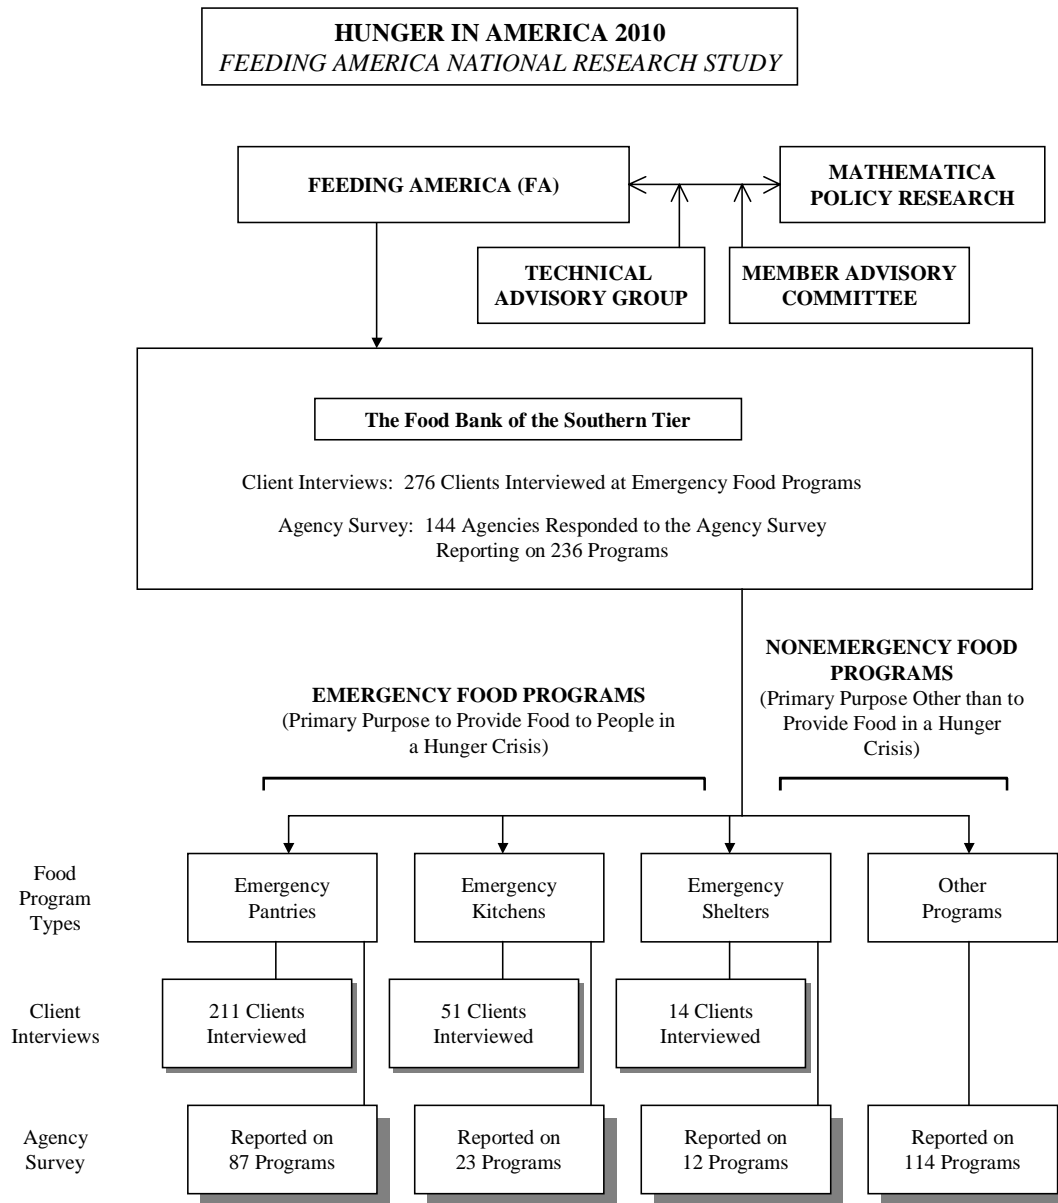 HUNGER IN AMERICA 2010
FEEDING AMERICA NATIONAL RESEARCH STUDY
FEEDING AMERICA (FA)
MATHEMATICA
POLICY RESEARCH
TECHNICAL
ADVISORY GROUP
MEMBER ADVISORY
COMMITTEE
The Food Bank of the Southern Tier
Client Interviews: 276 Clients Interviewed at Emergency Food Programs
Agency Survey: 144 Agencies Responded to the Agency Survey
Reporting on 236 Programs
EMERGENCY FOOD PROGRAMS
(Primary Purpose to Provide Food to People in
a Hunger Crisis)
NONEMERGENCY FOOD
PROGRAMS
(Primary Purpose Other than to
Provide Food in a Hunger
Crisis)
Food
Program
Types
Emergency
Pantries
Emergency
Kitchens
Emergency
Shelters
Other
Programs
Client
Interviews
211 Clients
Interviewed
51 Clients
Interviewed
14 Clients
Interviewed
Agency
Survey
Reported on
87 Programs
Reported on
23 Programs
Reported on
12 Programs
Reported on
114 Programs